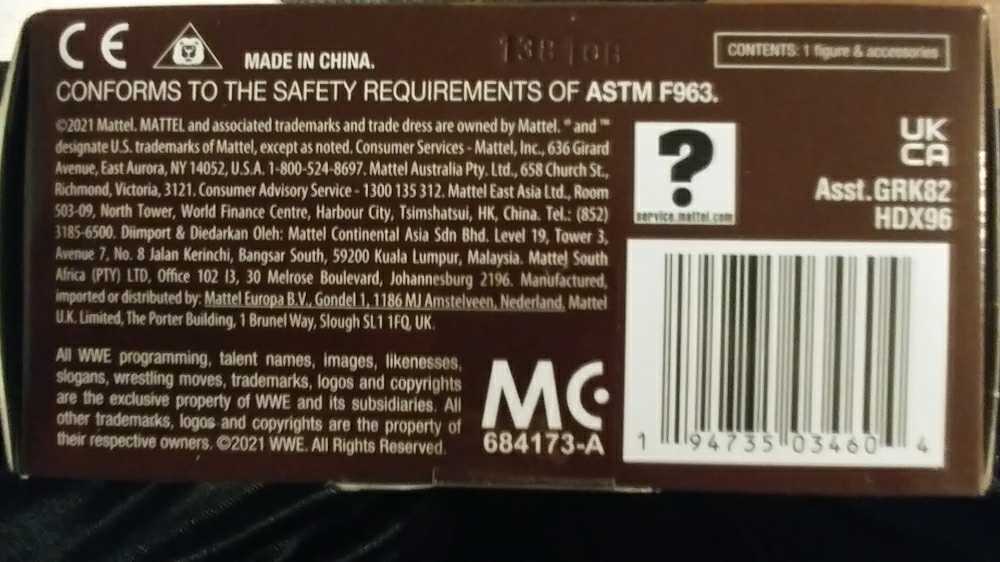 CE
MADE IN CHINA.
CONTENTS: 1 figure & accessories
CONFORMS TO THE SAFETY REQUIREMENTS OF ASTM F963.
©2021 Mattel. MATTEL and associated trademarks and trade dress are owned by Mattel. ® and ™
designate U.S. trademarks of Mattel, except as noted. Consumer Services - Mattel, Inc., 636 Girard
Avenue, East Aurora, NY 14052, U.S.A. 1-800-524-8697. Mattel Australia Pty. Ltd., 658 Church St.,
Richmond, Victoria, 3121. Consumer Advisory Service - 1300 135 312. Mattel East Asia Ltd., Room
503-09, North Tower, World Finance Centre, Harbour City, Tsimshatsui, HK, China. Tel.: (852)
3185-6500. Diimport & Diedarkan Oleh: Mattel Continental Asia Sdn Bhd. Level 19, Tower 3,
Avenue 7, No. 8 Jalan Kerinchi, Bangsar South, 59200 Kuala Lumpur, Malaysia. Mattel South
Africa (PTY) LTD, Office 102 I3, 30 Melrose Boulevard, Johannesburg 2196. Manufactured,
imported or distributed by: Mattel Europa B.V., Gondel 1, 1186 MJ Amstelveen, Nederland, Mattel
U.K. Limited, The Porter Building, 1 Brunel Way, Slough SL1 1FQ, UK.
?
service.mattel.com
UK
CA
Asst.GRK82
HDX96
All WWE programming, talent names, images, likenesses,
slogans, wrestling moves, trademarks, logos and copyrights
are the exclusive property of WWE and its subsidiaries. All
other trademarks, logos and copyrights are the property of
their respective owners. ©2021 WWE. All Rights Reserved.
MC
684173-A
1 94735 03460 4